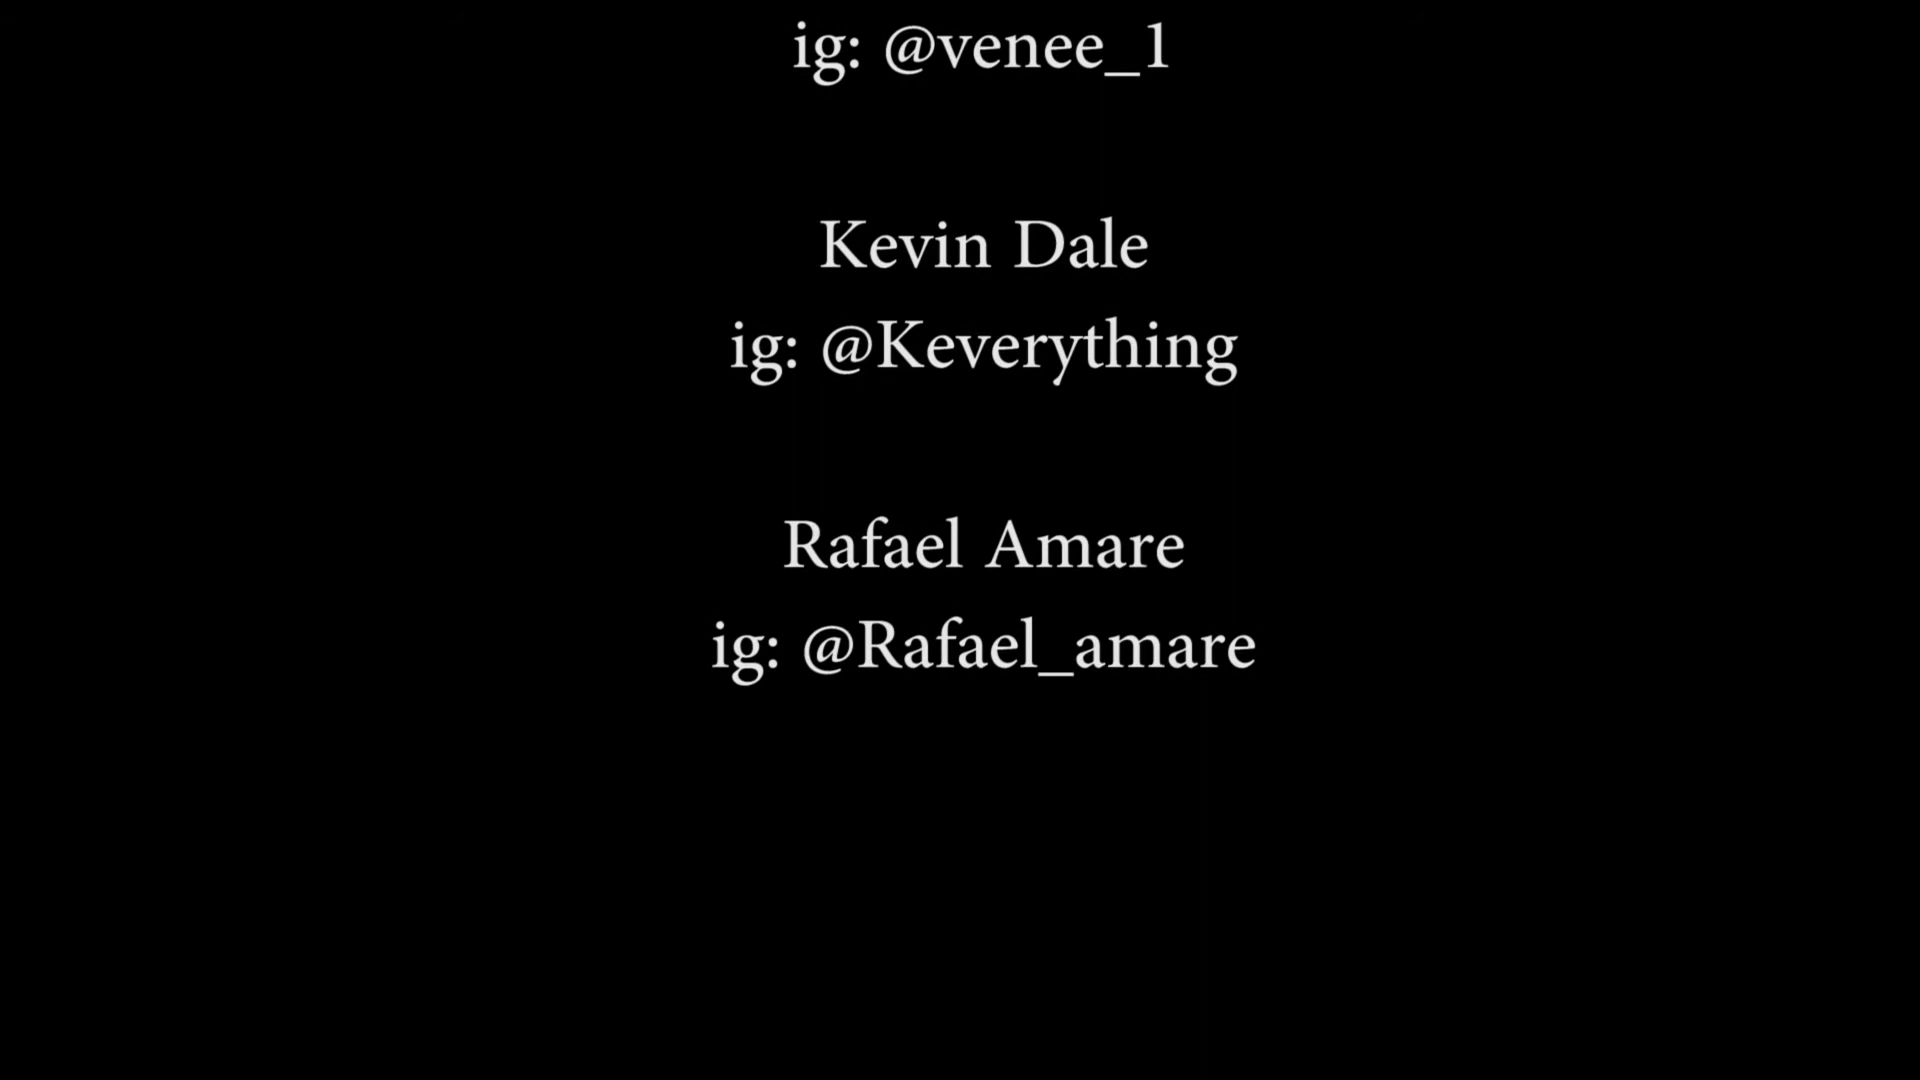 ig: @venee_1
Kevin Dale
ig: @Keverything
Rafael Amare
ig: @Rafael_amare